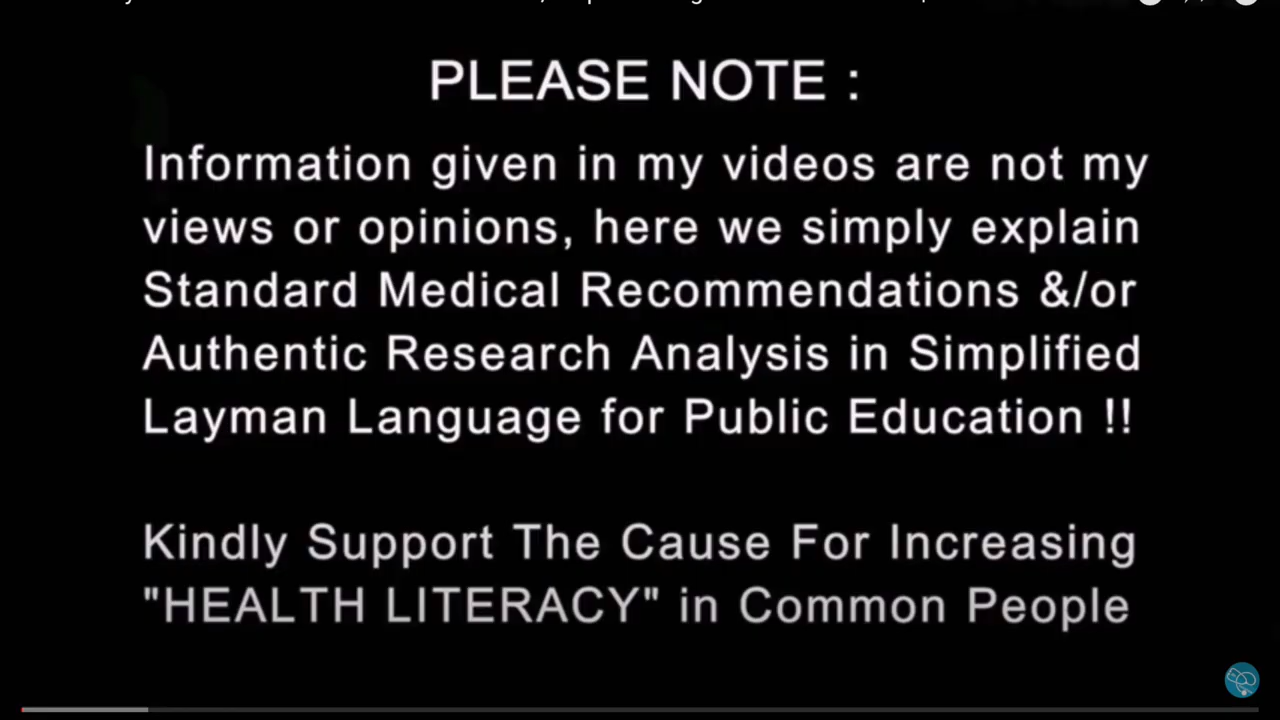 PLEASE NOTE :
Information given in my videos are not my
views or opinions, here we simply explain
Standard Medical Recommendations &/or
Authentic Research Analysis in Simplified
Layman Language for Public Education !!
Kindly Support The Cause For Increasing
"HEALTH LITERACY" in Common People